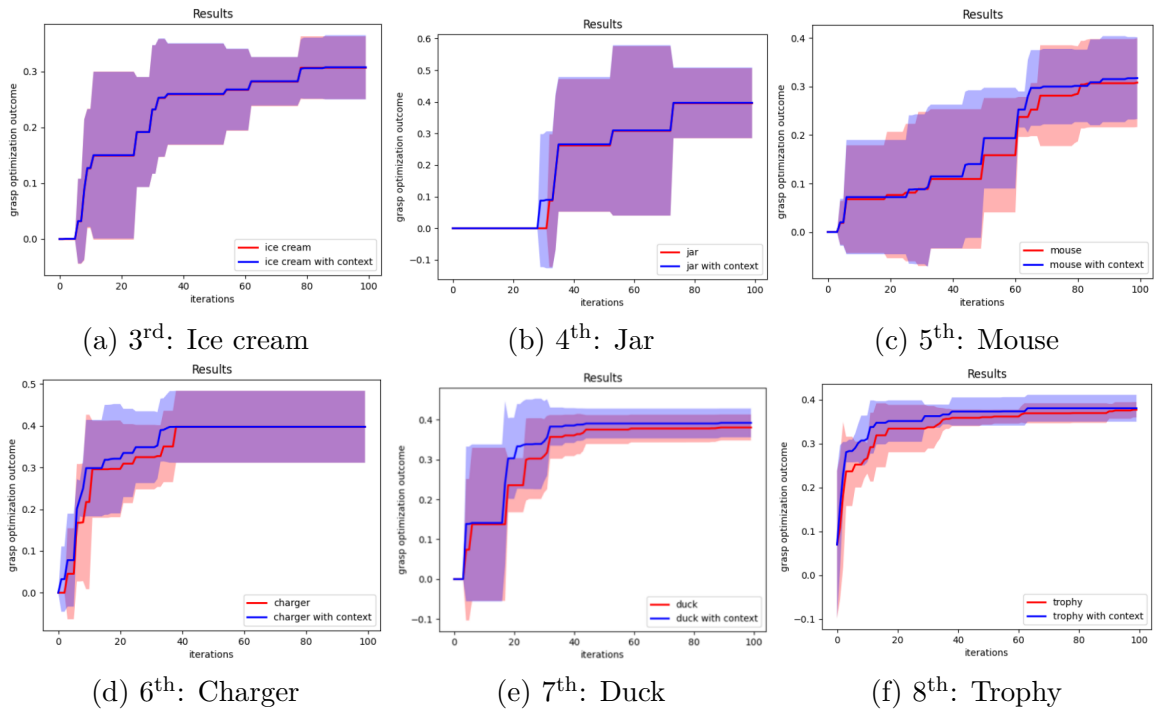 Results
grasp optimization outcome
0.3
0.2
0.1
0.0
ice cream
ice cream with context
0 20 40 60 80 100
iterations
(a) 3rd: Ice cream
Results
grasp optimization outcome
0.6
0.5
0.4
0.3
0.2
0.1
0.0
−0.1
jar
jar with context
0 20 40 60 80 100
iterations
(b) 4th: Jar
Results
grasp optimization outcome
0.4
0.3
0.2
0.1
0.0
mouse
mouse with context
0 20 40 60 80 100
iterations
(c) 5th: Mouse
Results
grasp optimization outcome
0.5
0.4
0.3
0.2
0.1
0.0
charger
charger with context
0 20 40 60 80 100
iterations
(d) 6th: Charger
Results
grasp optimization outcome
0.4
0.3
0.2
0.1
0.0
−0.1
duck
duck with context
0 20 40 60 80 100
iterations
(e) 7th: Duck
Results
grasp optimization outcome
0.4
0.3
0.2
0.1
0.0
−0.1
trophy
trophy with context
0 20 40 60 80 100
iterations
(f) 8th: Trophy